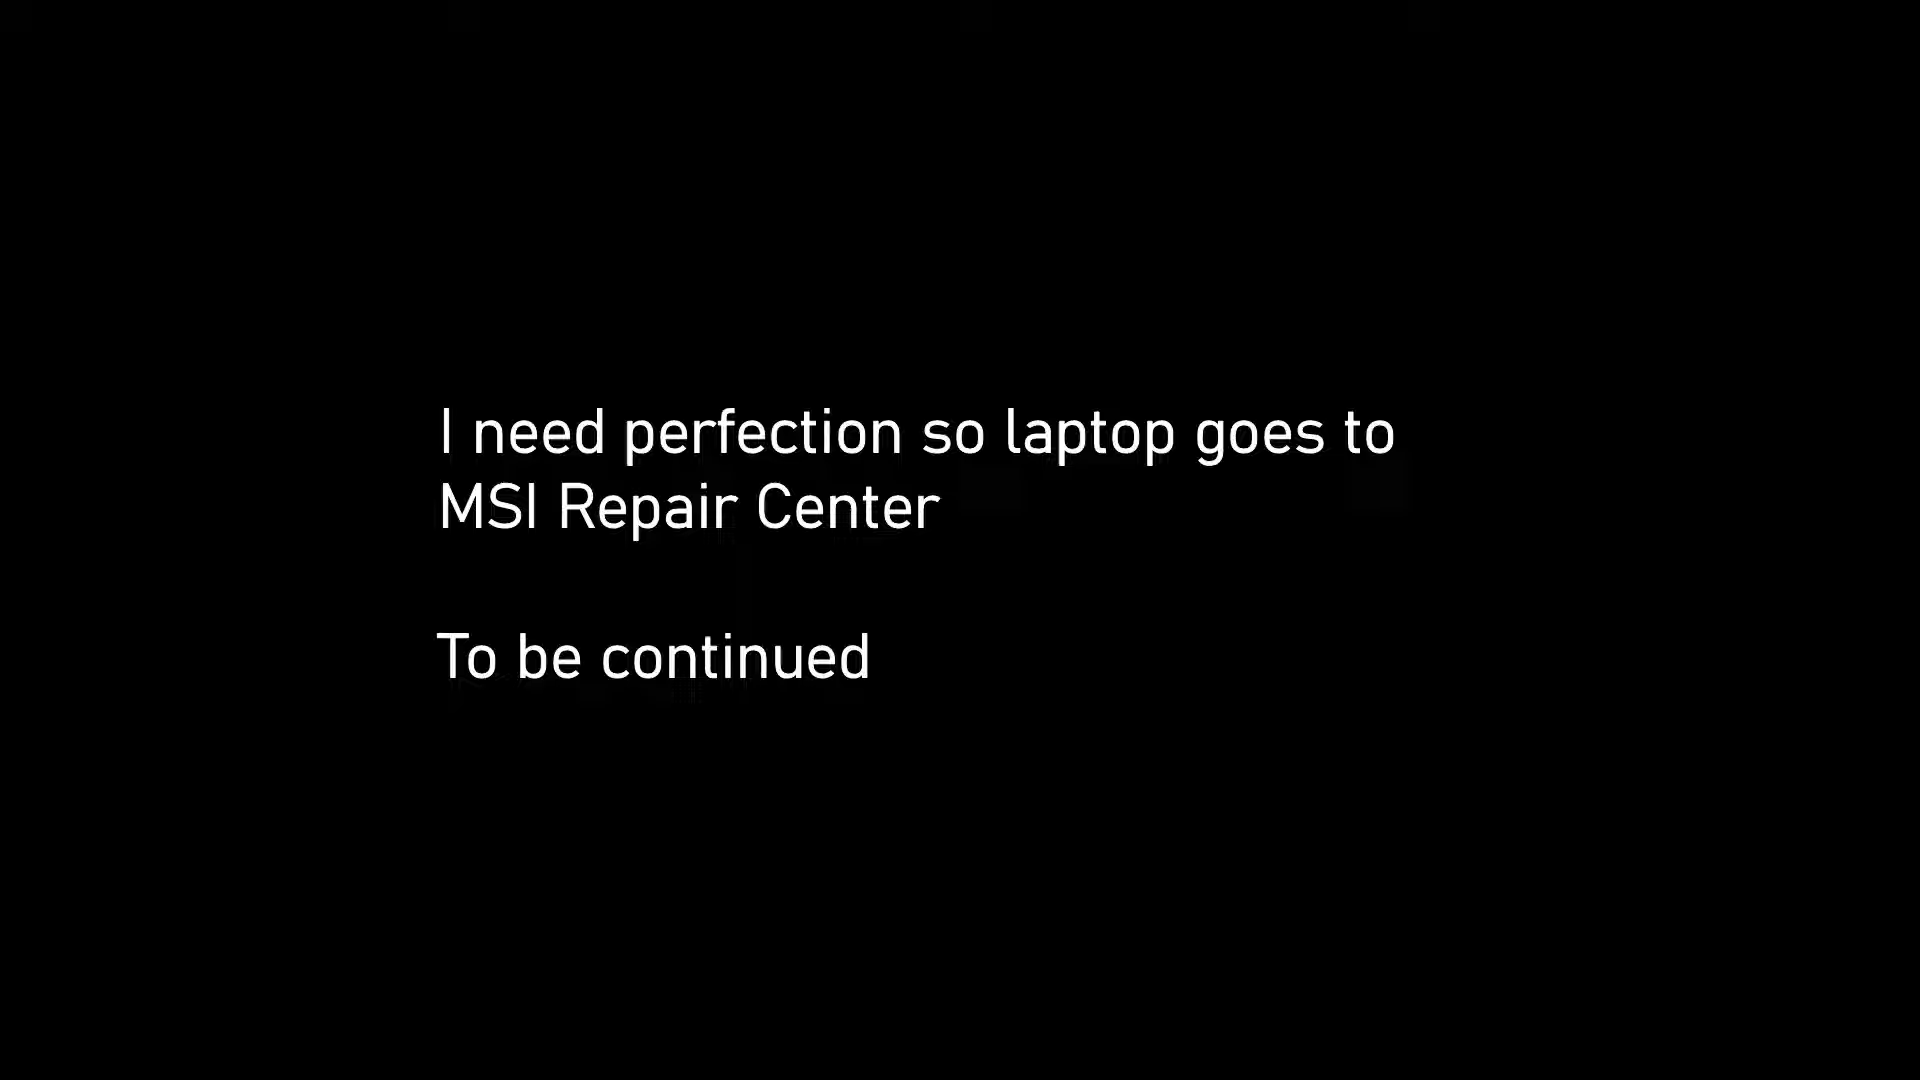 I need perfection so laptop goes to
MSI Repair Center
To be continued